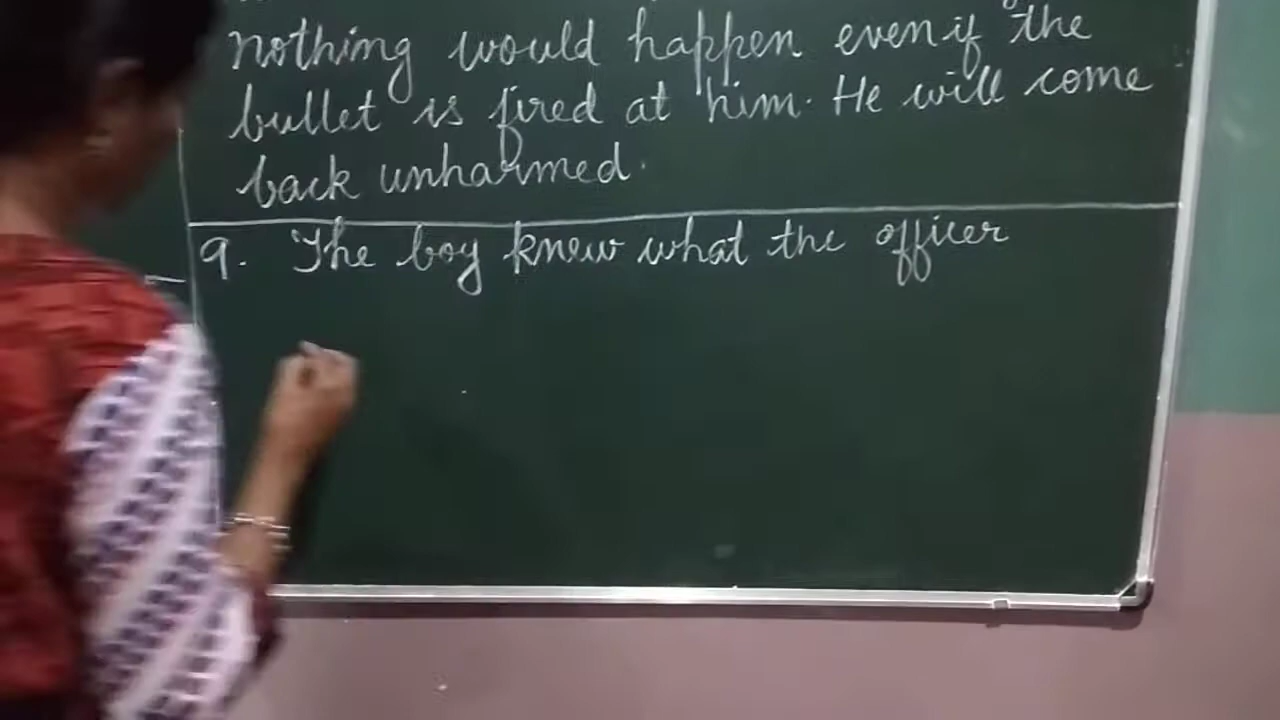 nothing would happen even if the
bullet is fired at him. He will come
back unharmed.
9. The boy knew what the officer